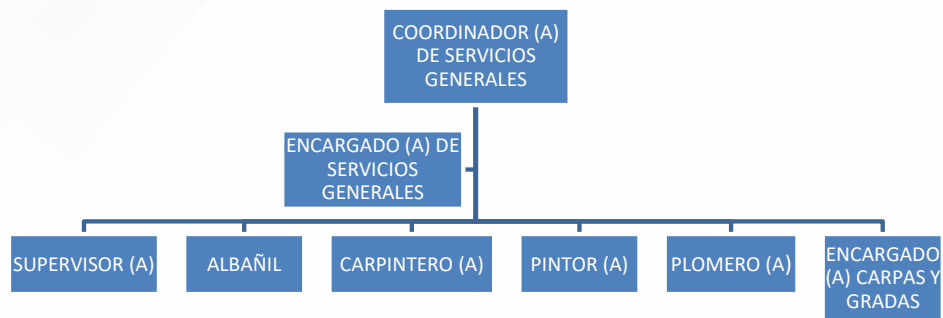 COORDINADOR (A)
DE SERVICIOS
GENERALES
ENCARGADO (A) DE
SERVICIOS
GENERALES
SUPERVISOR (A)
ALBAÑIL
CARPINTERO (A)
PINTOR (A)
PLOMERO (A)
ENCARGADO
(A) CARPAS Y
GRADAS